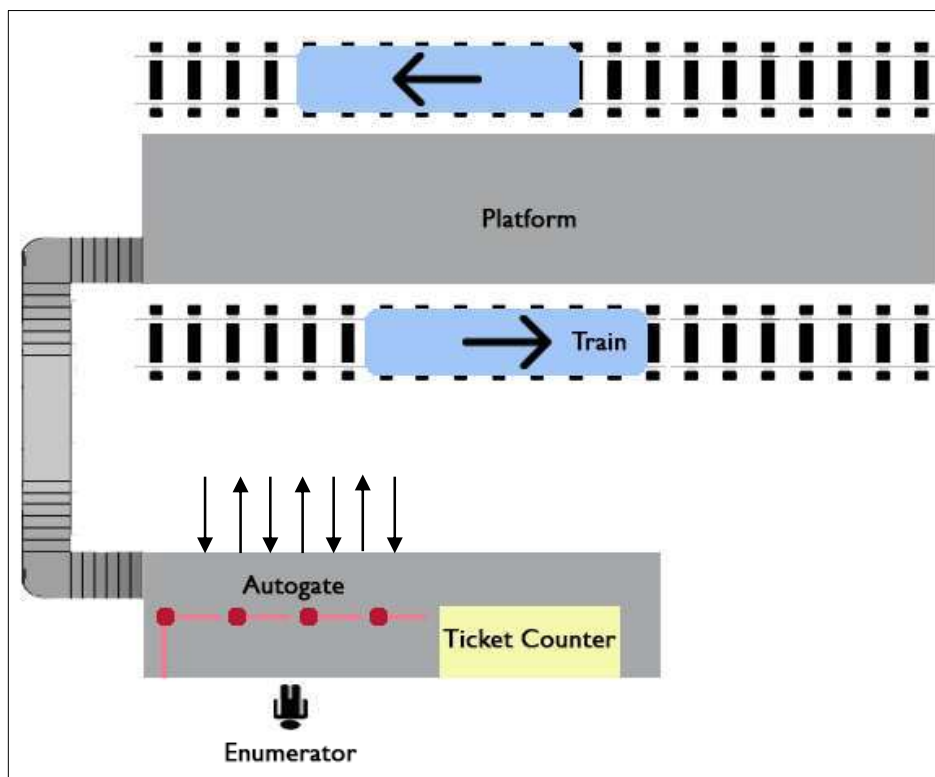 Platform
Train
Autogate
Ticket Counter
Enumerator